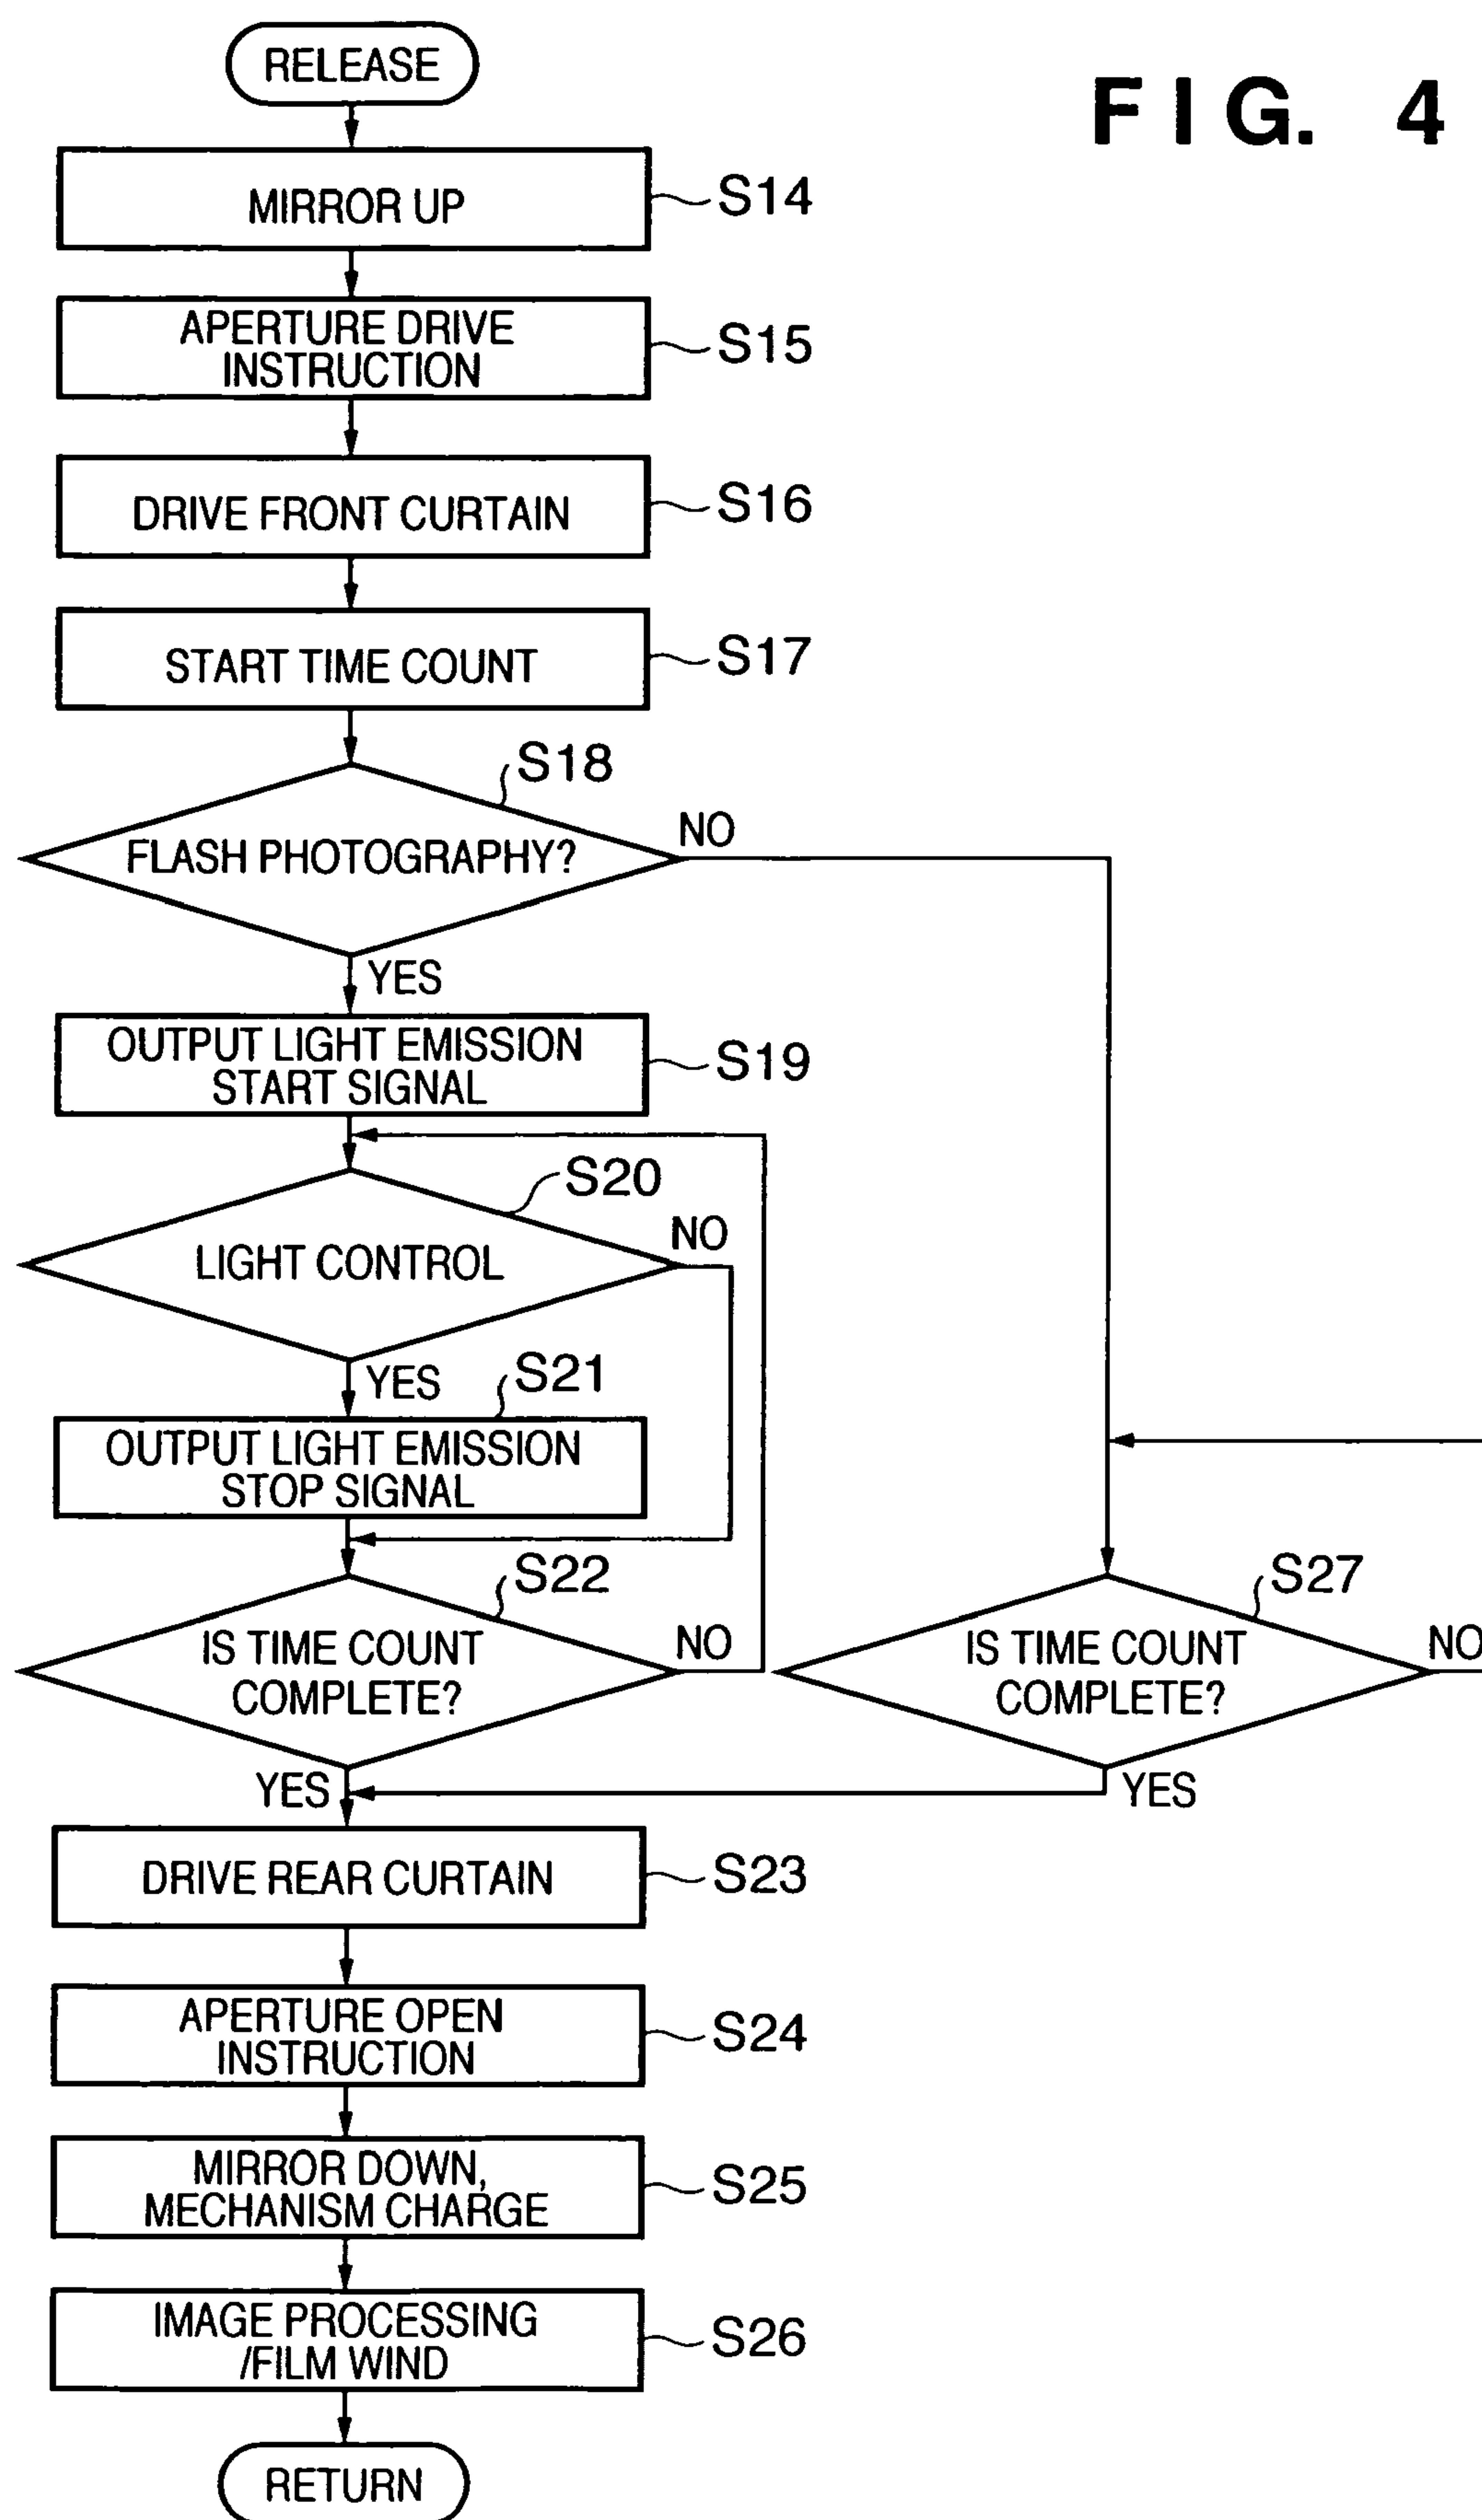 FIG. 4
RELEASE
MIRROR UP
S14
APERTURE DRIVE
INSTRUCTION
S15
DRIVE FRONT CURTAIN
S16
START TIME COUNT
S17
S18
FLASH PHOTOGRAPHY?
NO
YES
OUTPUT LIGHT EMISSION
START SIGNAL
S19
S20
LIGHT CONTROL
NO
YES
S21
OUTPUT LIGHT EMISSION
STOP SIGNAL
S22
IS TIME COUNT
COMPLETE?
NO
YES
S27
IS TIME COUNT
COMPLETE?
NO
YES
DRIVE REAR CURTAIN
S23
APERTURE OPEN
INSTRUCTION
S24
MIRROR DOWN,
MECHANISM CHARGE
S25
IMAGE PROCESSING
/FILM WIND
S26
RETURN